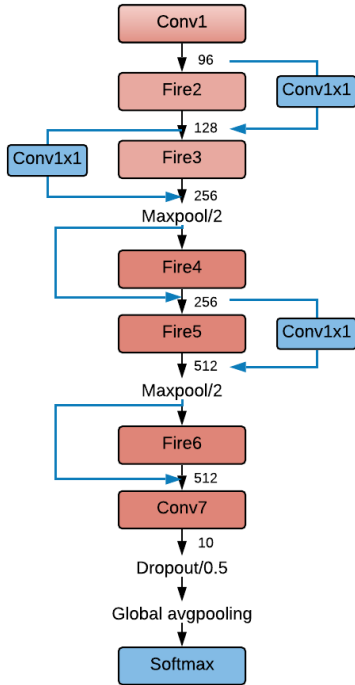 Conv1
96
Fire2
Conv1x1
128
Conv1x1
Fire3
256
Maxpool/2
Fire4
256
Fire5
Conv1x1
512
Maxpool/2
Fire6
512
Conv7
10
Dropout/0.5
Global avgpooling
Softmax